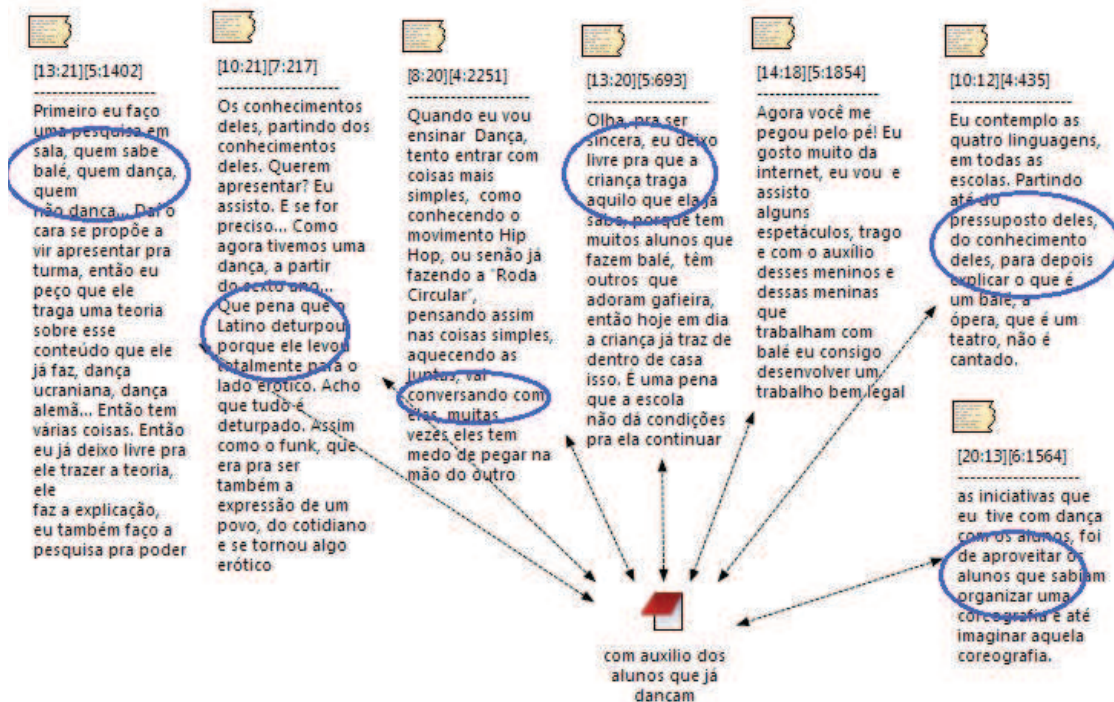 [13:21][5:1402]
--------------------
Primeiro eu faço
uma pesquisa em
sala, quem sabe
balé, quem dança,
quem
não dança... Daí o
cara se propõe a
vir apresentar pra
turma, então eu
peço que ele
traga uma teoria
sobre esse
conteúdo que ele
já faz, dança
ucraniana, dança
alemã... Então tem
várias coisas. Então
eu já deixo livre pra
ele trazer a teoria,
ele
faz a explicação,
eu também faço a
pesquisa pra poder
[10:21][7:217]
--------------------
Os conhecimentos
deles, partindo dos
conhecimentos
deles. Querem
apresentar? Eu
assisto. E se for
preciso... Como
agora tivemos uma
dança, a partir
do sexto ano...
Que pena que o
Latino deturpou
porque ele levou
totalmente para o
lado erótico. Acho
que tudo é
deturpado. Assim
como o funk, que
era pra ser
também a
expressão de um
povo, do cotidiano
e se tornou algo
erótico
[8:20][4:2251]
--------------------
Quando eu vou
ensinar Dança,
tento entrar com
coisas mais
simples, como
conhecendo o
movimento Hip
Hop, ou senão já
fazendo a "Roda
Circular",
pensando assim
nas coisas simples,
aquecendo as
juntas, vai
conversando com
eles, muitas
vezes eles tem
medo de pegar na
mão do outro
[13:20][5:693]
--------------------
Olha, pra ser
sincera, eu deixo
livre pra que a
criança traga
aquilo que ela já
sabe, porque tem
muitos alunos que
fazem balé, têm
outros que
adoram gafieira,
então hoje em dia
a criança já traz de
dentro de casa
isso. É uma pena
que a escola
não dá condições
pra ela continuar
[14:18][5:1854]
--------------------
Agora você me
pegou pelo pé! Eu
gosto muito da
internet, eu vou e
assisto
alguns
espetáculos, trago
e com o auxílio
desses meninos e
dessas meninas
que
trabalham com
balé eu consigo
desenvolver um
trabalho bem legal
[10:12][4:435]
--------------------
Eu contemplo as
quatro linguagens,
em todas as
escolas. Partindo
até do
pressuposto deles,
do conhecimento
deles, para depois
explicar o que é
um balé, a
ópera, que é um
teatro, não é
cantado.
[20:13][6:1564]
--------------------
as iniciativas que
eu tive com dança
com os alunos, foi
de aproveitar os
alunos que sabiam
organizar uma
coreografia e até
imaginar aquela
coreografia.
com auxilio dos
alunos que já
dançam